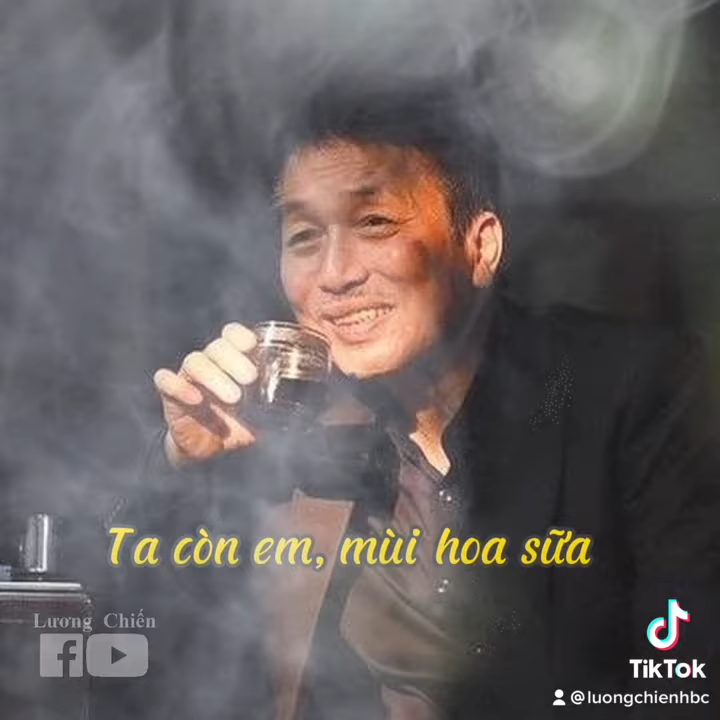 Ta còn em, mùi hoa sữa
Lương Chiến
TikTok
@luongchienhbc